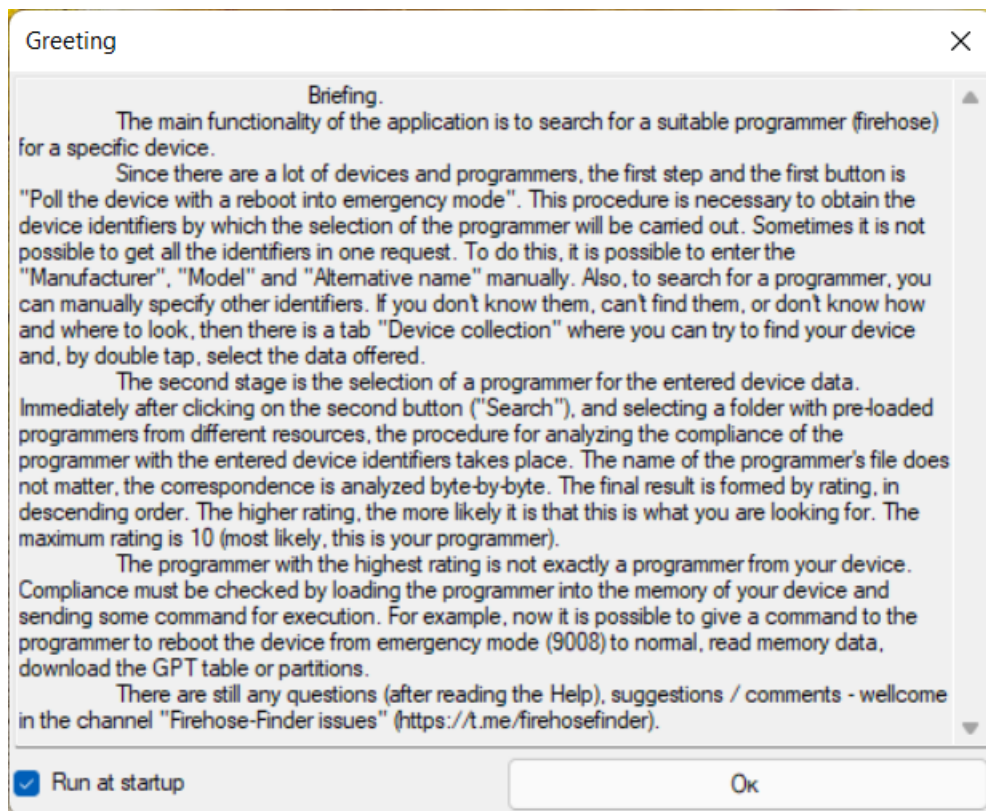 Greeting
Briefing.
The main functionality of the application is to search for a suitable programmer (firehose)
for a specific device.
Since there are a lot of devices and programmers, the first step and the first button is
"Poll the device with a reboot into emergency mode". This procedure is necessary to obtain the
device identifiers by which the selection of the programmer will be carried out. Sometimes it is not
possible to get all the identifiers in one request. To do this, it is possible to enter the
"Manufacturer", "Model" and "Alternative name" manually. Also, to search for a programmer, you
can manually specify other identifiers. If you don't know them, can't find them, or don't know how
and where to look, then there is a tab "Device collection" where you can try to find your device
and, by double tap, select the data offered.
The second stage is the selection of a programmer for the entered device data.
Immediately after clicking on the second button ("Search"), and selecting a folder with pre-loaded
programmers from different resources, the procedure for analyzing the compliance of the
programmer with the entered device identifiers takes place. The name of the programmer's file does
not matter, the correspondence is analyzed byte-by-byte. The final result is formed by rating, in
descending order. The higher rating, the more likely it is that this is what you are looking for. The
maximum rating is 10 (most likely, this is your programmer).
The programmer with the highest rating is not exactly a programmer from your device.
Compliance must be checked by loading the programmer into the memory of your device and
sending some command for execution. For example, now it is possible to give a command to the
programmer to reboot the device from emergency mode (9008) to normal, read memory data,
download the GPT table or partitions.
There are still any questions (after reading the Help), suggestions / comments - wellcome
in the channel "Firehose-Finder issues" (https://t.me/firehosefinder).
Run at startup
Ок